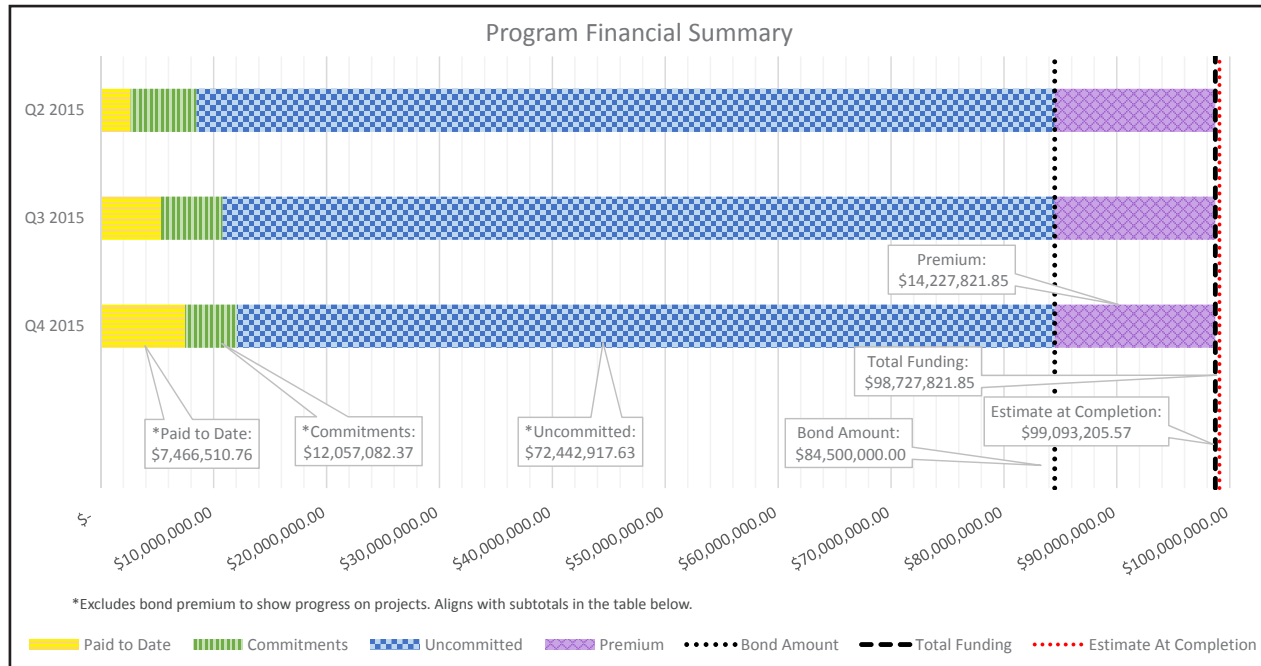 Program Financial Summary
Q2 2015
Q3 2015
Premium:
$14,227,821.85
Q4 2015
Total Funding:
$98,727,821.85
*Paid to Date:
$7,466,510.76
*Commitments:
$12,057,082.37
*Uncommitted:
$72,442,917.63
Bond Amount:
$84,500,000.00
Estimate at Completion:
$99,093,205.57
$-
$10,000,000.00
$20,000,000.00
$30,000,000.00
$40,000,000.00
$50,000,000.00
$60,000,000.00
$70,000,000.00
$80,000,000.00
$90,000,000.00
$100,000,000.00
*Excludes bond premium to show progress on projects. Aligns with subtotals in the table below.
Paid to Date
Commitments
Uncommitted
Premium
Bond Amount
Total Funding
Estimate At Completion